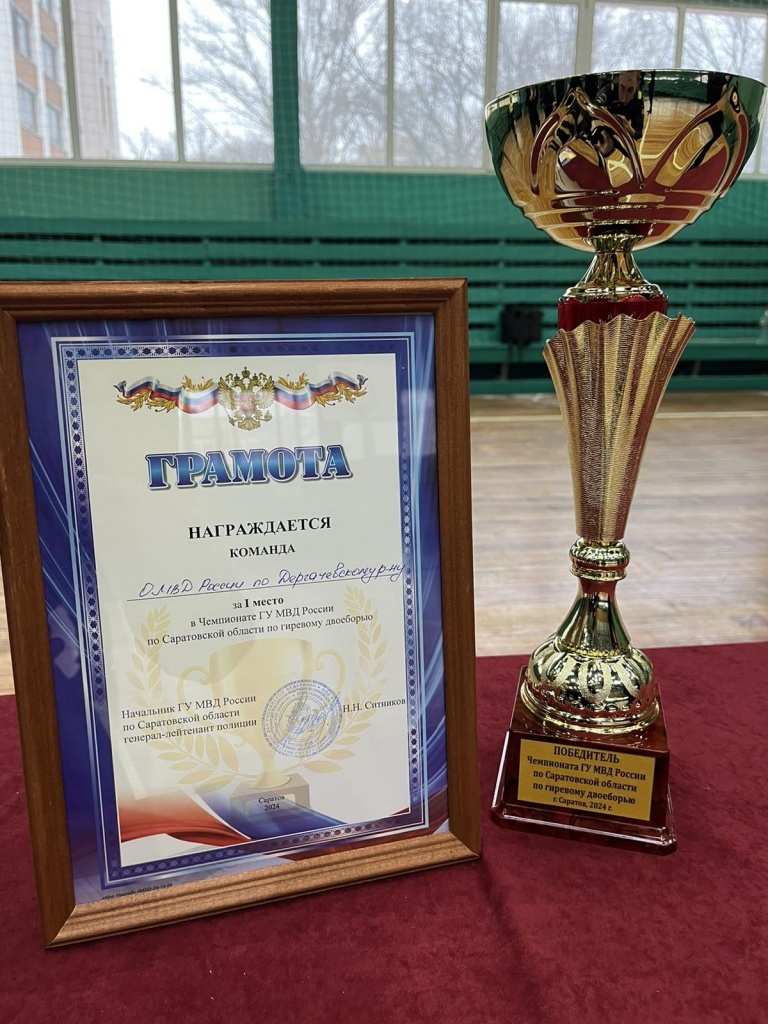 ГРАМОТА
НАГРАЖДАЕТСЯ
КОМАНДА
ОМВД России по Дергачевскому р-ну
за I место
в Чемпионате ГУ МВД России
по Саратовской области по гиревому двоеборью
Начальник ГУ МВД России
по Саратовской области
генерал-лейтенант полиции
Н.Н. Ситников
Саратов
2024
ПОБЕДИТЕЛЬ
Чемпионата ГУ МВД России
по Саратовской области
по гиревому двоеборью
г. Саратов, 2024 г.